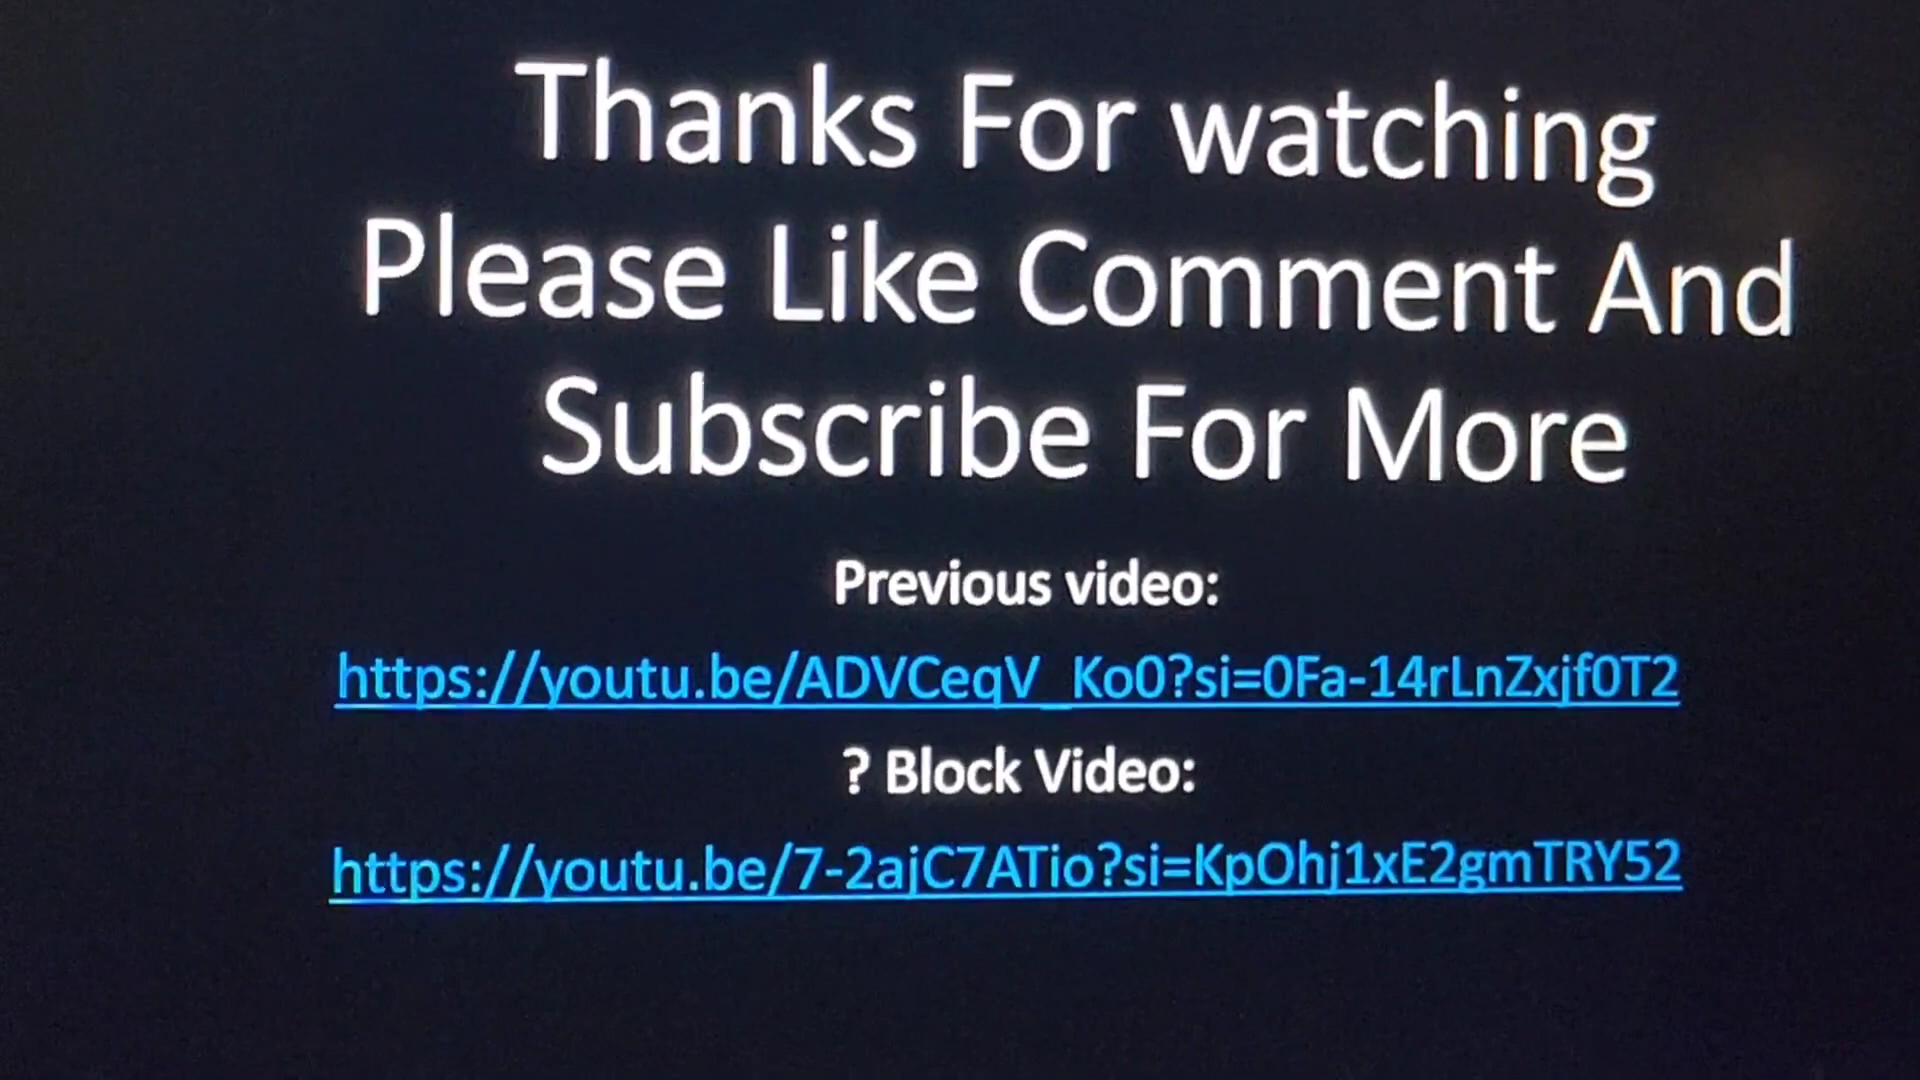 Thanks For watching
Please Like Comment And
Subscribe For More
Previous video:
https://youtu.be/ADVCeqV_Ko0?si=0Fa-14rLnZxjf0T2
? Block Video:
https://youtu.be/7-2ajC7ATio?si=KpOhj1xE2gmTRY52